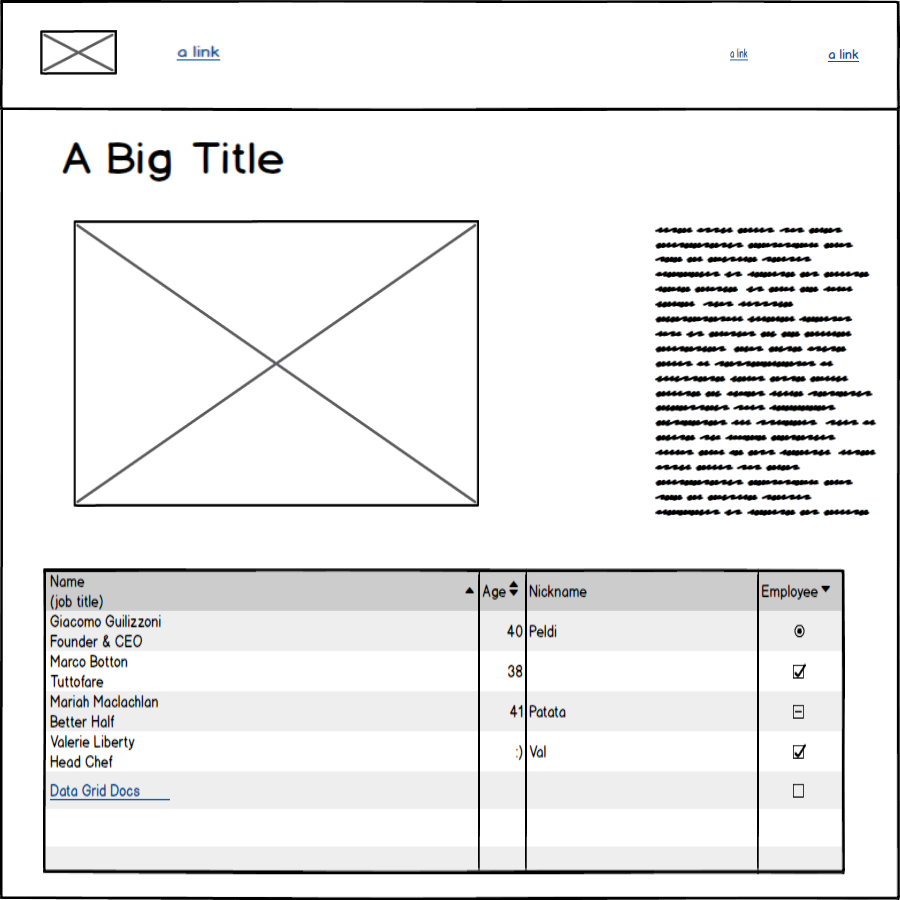 a link
a link
a link
A Big Title
Name
(job title)
Age
Nickname
Employee
Giacomo Guilizzoni
Founder & CEO
40
Peldi
Marco Botton
Tuttofare
38
Mariah Maclachlan
Better Half
41
Patata
Valerie Liberty
Head Chef
:)
Val
Data Grid Docs